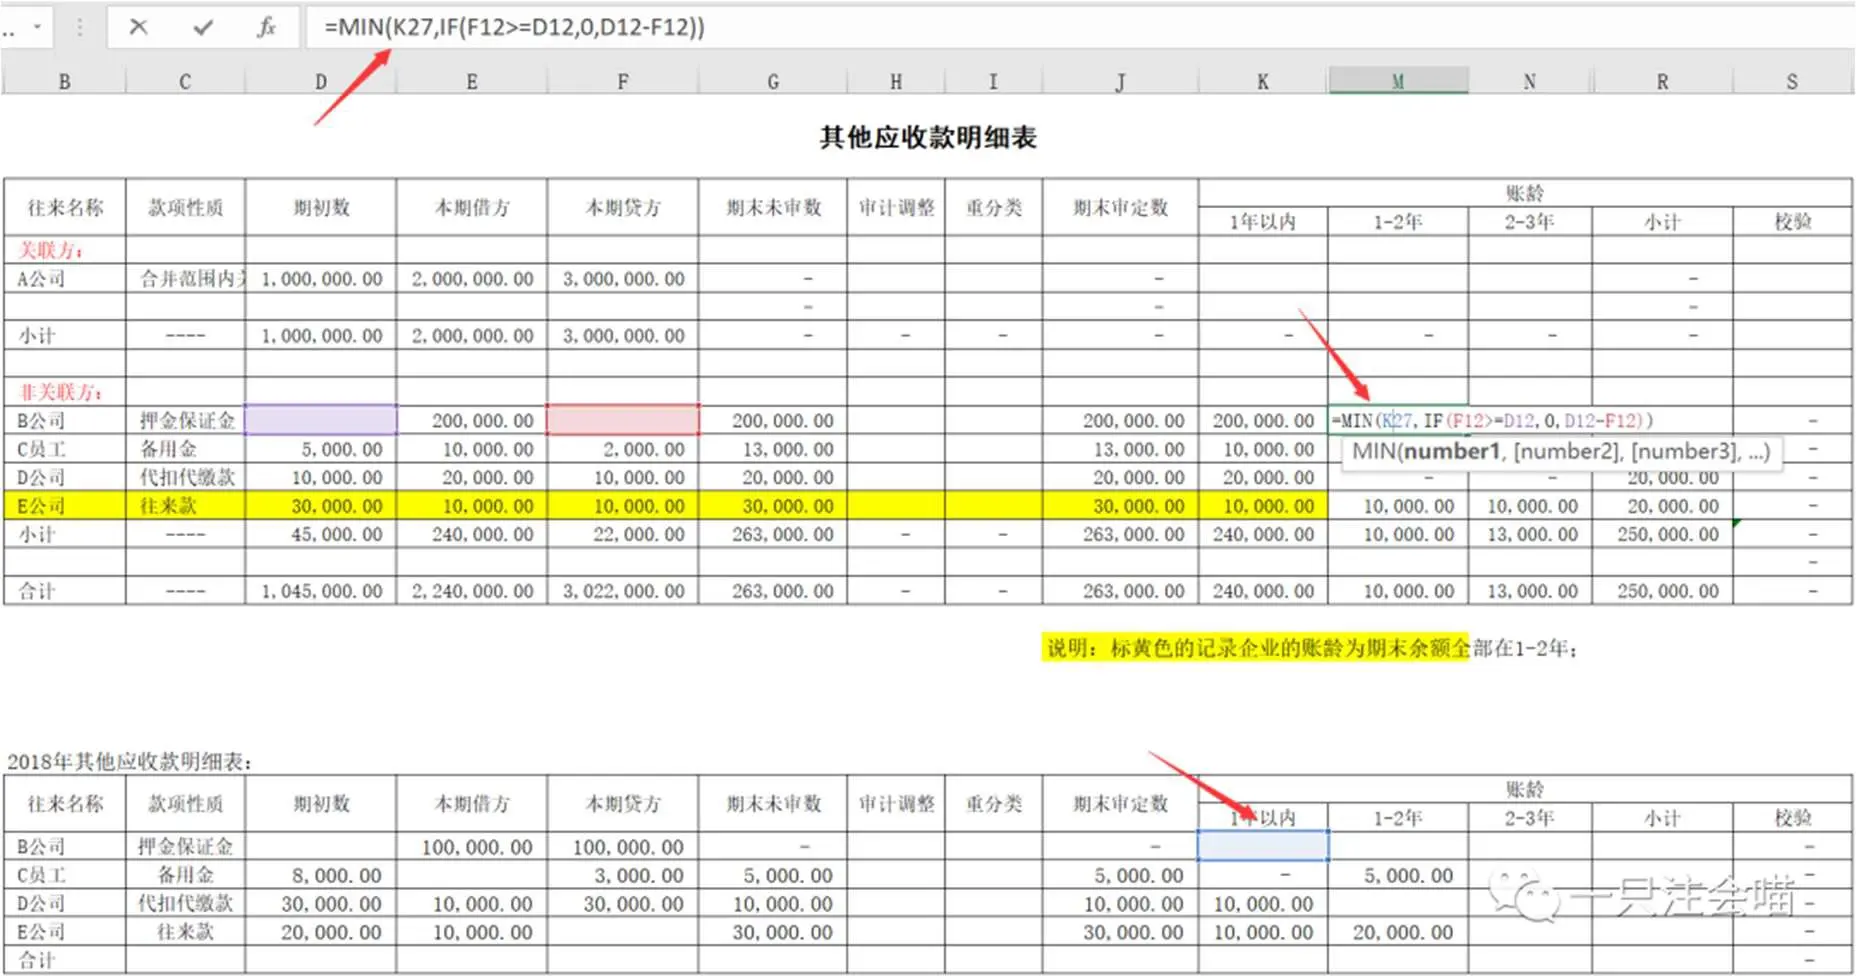 .. =MIN(K27,IF(F12>=D12,0,D12-F12))
B C D E F G H I J K M N R S
其他应收款明细表
往来名称 款项性质 期初数 本期借方 本期贷方 期末未审数 审计调整 重分类 期末审定数 账龄
1年以内 1-2年 2-3年 小计 校验
关联方:
A公司 合并范围内 1,000,000.00 2,000,000.00 3,000,000.00 - - -
- - -
小计 ---- 1,000,000.00 2,000,000.00 3,000,000.00 - - - - - - - -
非关联方:
B公司 押金保证金 200,000.00 200,000.00 200,000.00 200,000.00 =MIN(K27,IF(F12>=D12,0,D12-F12)) -
C员工 备用金 5,000.00 10,000.00 2,000.00 13,000.00 13,000.00 10,000.00 MIN(number1, [number2], [number3], ...) -
D公司 代扣代缴款 10,000.00 20,000.00 10,000.00 20,000.00 20,000.00 20,000.00 - - 20,000.00 -
E公司 往来款 30,000.00 10,000.00 10,000.00 30,000.00 30,000.00 10,000.00 10,000.00 10,000.00 20,000.00 -
小计 ---- 45,000.00 240,000.00 22,000.00 263,000.00 - - 263,000.00 240,000.00 10,000.00 13,000.00 250,000.00 -
-
合计 ---- 1,045,000.00 2,240,000.00 3,022,000.00 263,000.00 - - 263,000.00 240,000.00 10,000.00 13,000.00 250,000.00 -
说明：标黄色的记录企业的账龄为期末余额全部在1-2年;
2018年其他应收款明细表:
往来名称 款项性质 期初数 本期借方 本期贷方 期末未审数 审计调整 重分类 期末审定数 账龄
1年以内 1-2年 2-3年 小计 校验
B公司 押金保证金 100,000.00 100,000.00 - - -
C员工 备用金 8,000.00 3,000.00 5,000.00 5,000.00 - 5,000.00 -
D公司 代扣代缴款 30,000.00 10,000.00 30,000.00 10,000.00 10,000.00 10,000.00 -
E公司 往来款 20,000.00 10,000.00 30,000.00 30,000.00 10,000.00 20,000.00 -
合计 -
一只注会喵